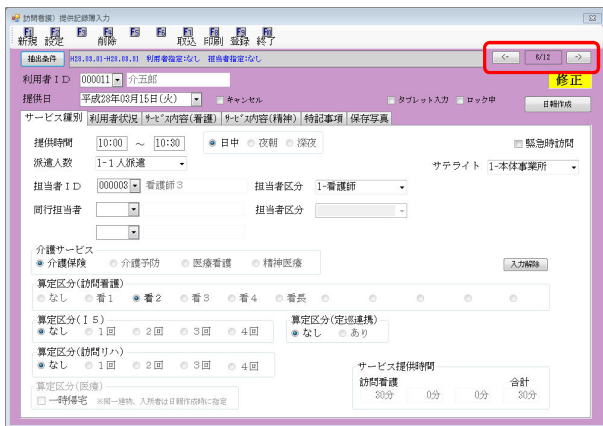 訪問看護) 提供記録簿入力
F1 F2 F3 F4 F5 F6 F7 F8 F9 F10
新規 設定 削除 取込 印刷 登録 終了
抽出条件 H28.03.01-H28.03.31 利用者指定:なし 担当者指定:なし <- 6/12 ->
利用者ID 000011 介五郎 修正
提供日 平成28年03月15日(火) キャンセル タブレット入力 ロック中 日報作成
サービス種別 利用者状況 サービス内容(看護) サービス内容(精神) 特記事項 保存写真
提供時間 10:00 ～ 10:30 日中 夜朝 深夜 緊急時訪問
派遣人数 1-1人派遣 サテライト 1-本体事業所
担当者ID 000003 看護師3 担当者区分 1-看護師
同行担当者 担当者区分
介護サービス
介護保険 介護予防 医療看護 精神医療 入力解除
算定区分(訪問看護)
なし 看1 看2 看3 看4 看長
算定区分(I5) 算定区分(定巡連携)
なし 1回 2回 3回 4回 なし あり
算定区分(訪問リハ)
なし 1回 2回 3回 4回 サービス提供時間
算定区分(医療) 訪問看護 合計
一時帰宅 ※同一建物、入所者は日報作成時に指定 30分 0分 0分 30分